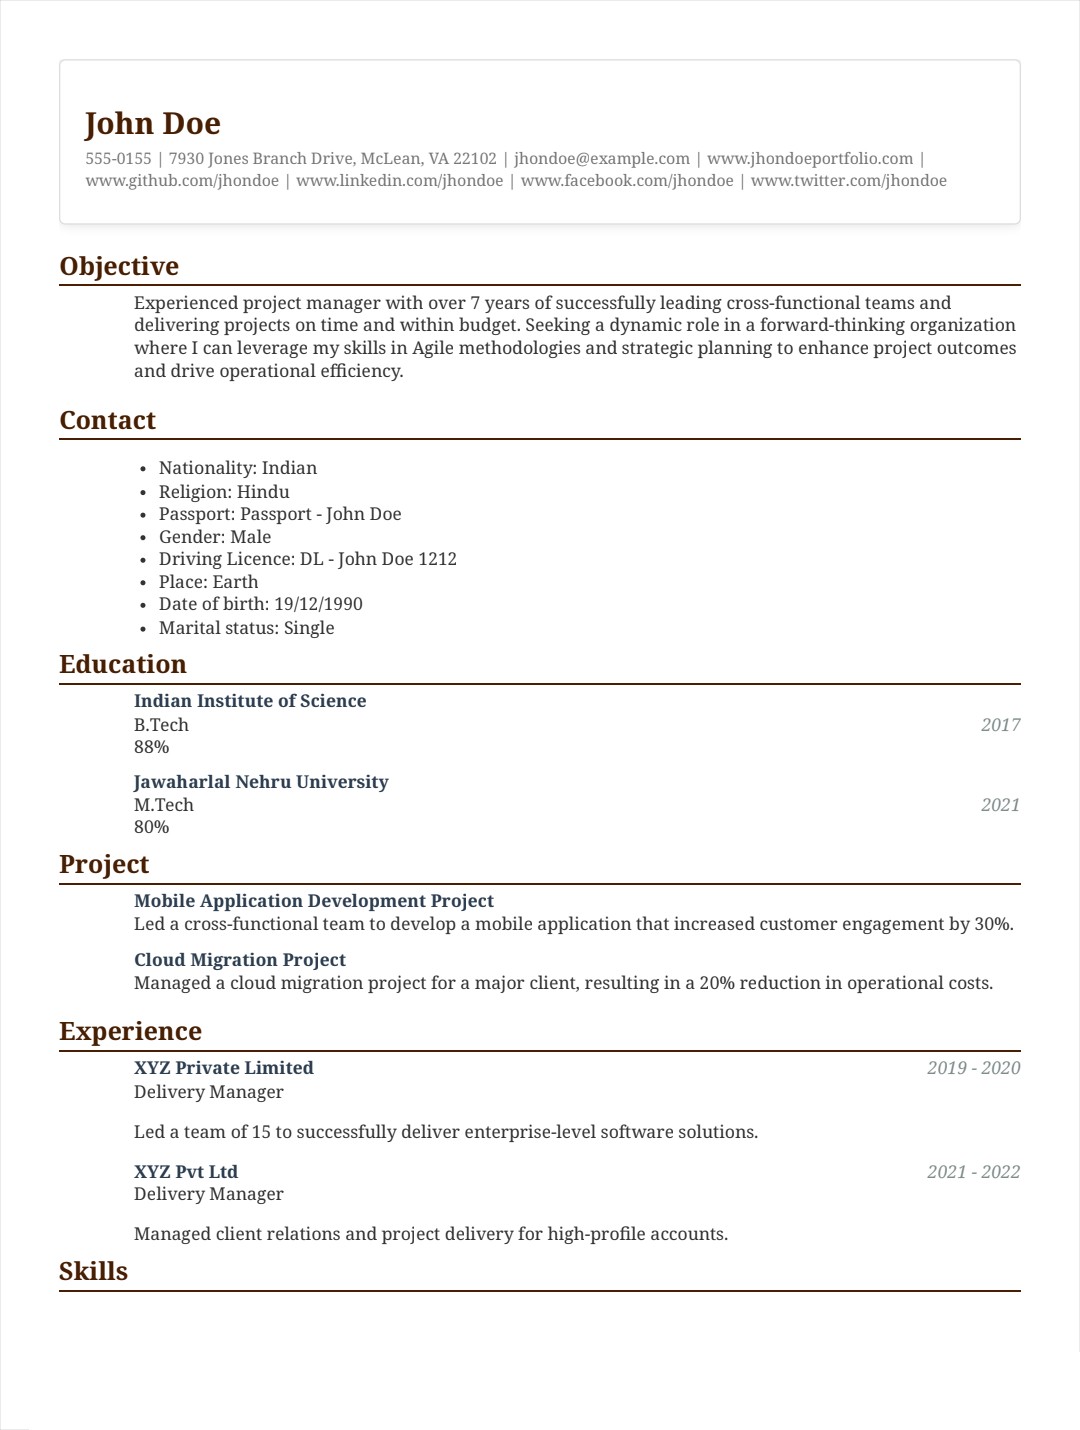 John Doe
555-0155 | 7930 Jones Branch Drive, McLean, VA 22102 | jhondoe@example.com | www.jhondoeportfolio.com |
www.github.com/jhondoe | www.linkedin.com/jhondoe | www.facebook.com/jhondoe | www.twitter.com/jhondoe
Objective
Experienced project manager with over 7 years of successfully leading cross-functional teams and
delivering projects on time and within budget. Seeking a dynamic role in a forward-thinking organization
where I can leverage my skills in Agile methodologies and strategic planning to enhance project outcomes
and drive operational efficiency.
Contact
• Nationality: Indian
• Religion: Hindu
• Passport: Passport - John Doe
• Gender: Male
• Driving Licence: DL - John Doe 1212
• Place: Earth
• Date of birth: 19/12/1990
• Marital status: Single
Education
Indian Institute of Science
B.Tech 2017
88%
Jawaharlal Nehru University
M.Tech 2021
80%
Project
Mobile Application Development Project
Led a cross-functional team to develop a mobile application that increased customer engagement by 30%.
Cloud Migration Project
Managed a cloud migration project for a major client, resulting in a 20% reduction in operational costs.
Experience
XYZ Private Limited 2019 - 2020
Delivery Manager
Led a team of 15 to successfully deliver enterprise-level software solutions.
XYZ Pvt Ltd 2021 - 2022
Delivery Manager
Managed client relations and project delivery for high-profile accounts.
Skills